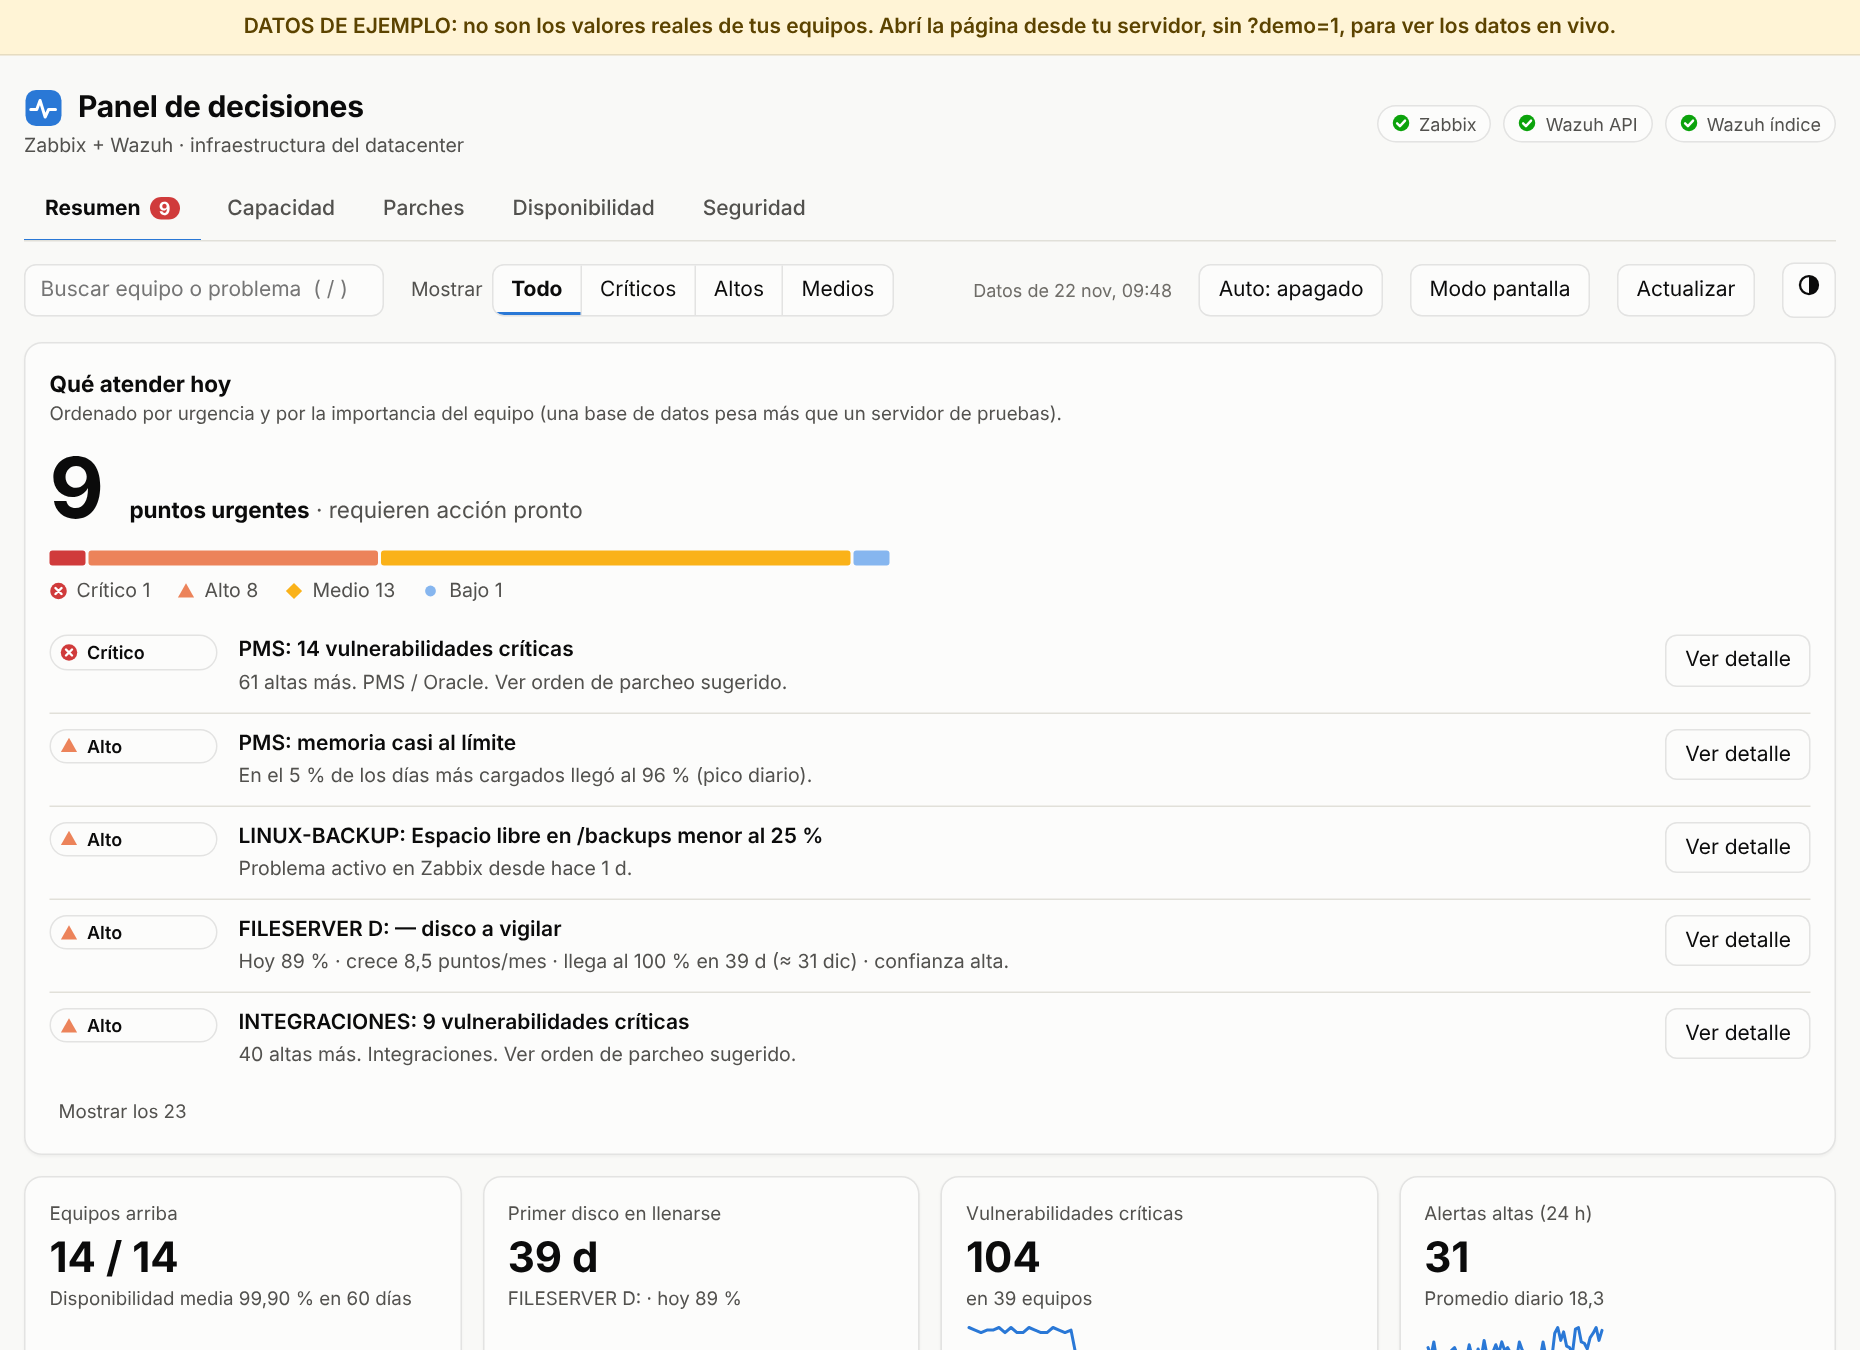 DATOS DE EJEMPLO: no son los valores reales de tus equipos. Abrí la página desde tu servidor, sin ?demo=1, para ver los datos en vivo.
Panel de decisiones
Zabbix + Wazuh · infraestructura del datacenter
Zabbix
Wazuh API
Wazuh índice
Resumen 9
Capacidad
Parches
Disponibilidad
Seguridad
Buscar equipo o problema ( / )
Mostrar
Todo
Críticos
Altos
Medios
Datos de 22 nov, 09:48
Auto: apagado
Modo pantalla
Actualizar
Qué atender hoy
Ordenado por urgencia y por la importancia del equipo (una base de datos pesa más que un servidor de pruebas).
9 puntos urgentes · requieren acción pronto
Crítico 1
Alto 8
Medio 13
Bajo 1
Crítico
PMS: 14 vulnerabilidades críticas
61 altas más. PMS / Oracle. Ver orden de parcheo sugerido.
Ver detalle
Alto
PMS: memoria casi al límite
En el 5 % de los días más cargados llegó al 96 % (pico diario).
Ver detalle
Alto
LINUX-BACKUP: Espacio libre en /backups menor al 25 %
Problema activo en Zabbix desde hace 1 d.
Ver detalle
Alto
FILESERVER D: — disco a vigilar
Hoy 89 % · crece 8,5 puntos/mes · llega al 100 % en 39 d (≈ 31 dic) · confianza alta.
Ver detalle
Alto
INTEGRACIONES: 9 vulnerabilidades críticas
40 altas más. Integraciones. Ver orden de parcheo sugerido.
Ver detalle
Mostrar los 23
Equipos arriba
14 / 14
Disponibilidad media 99,90 % en 60 días
Primer disco en llenarse
39 d
FILESERVER D: · hoy 89 %
Vulnerabilidades críticas
104
en 39 equipos
Alertas altas (24 h)
31
Promedio diario 18,3